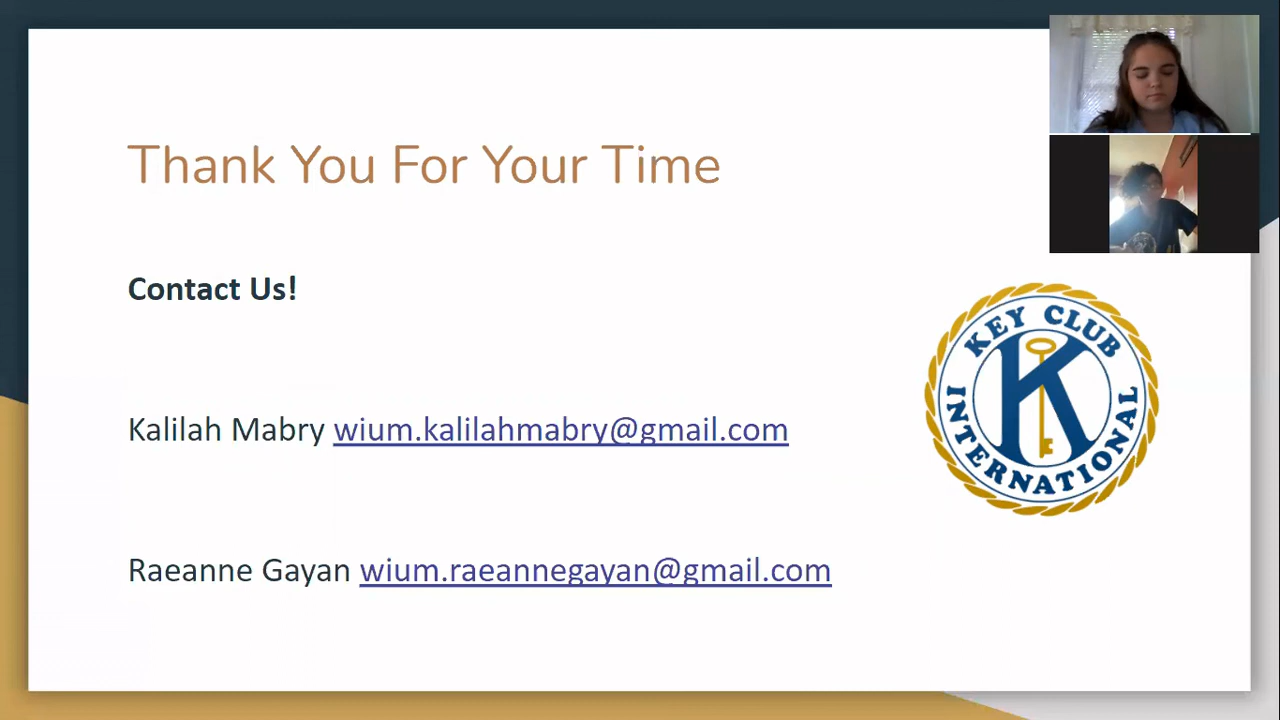 Thank You For Your Time
Contact Us!
Kalilah Mabry wium.kalilahmabry@gmail.com
Raeanne Gayan wium.raeannegayan@gmail.com
KEY CLUB
K
INTERNATIONAL